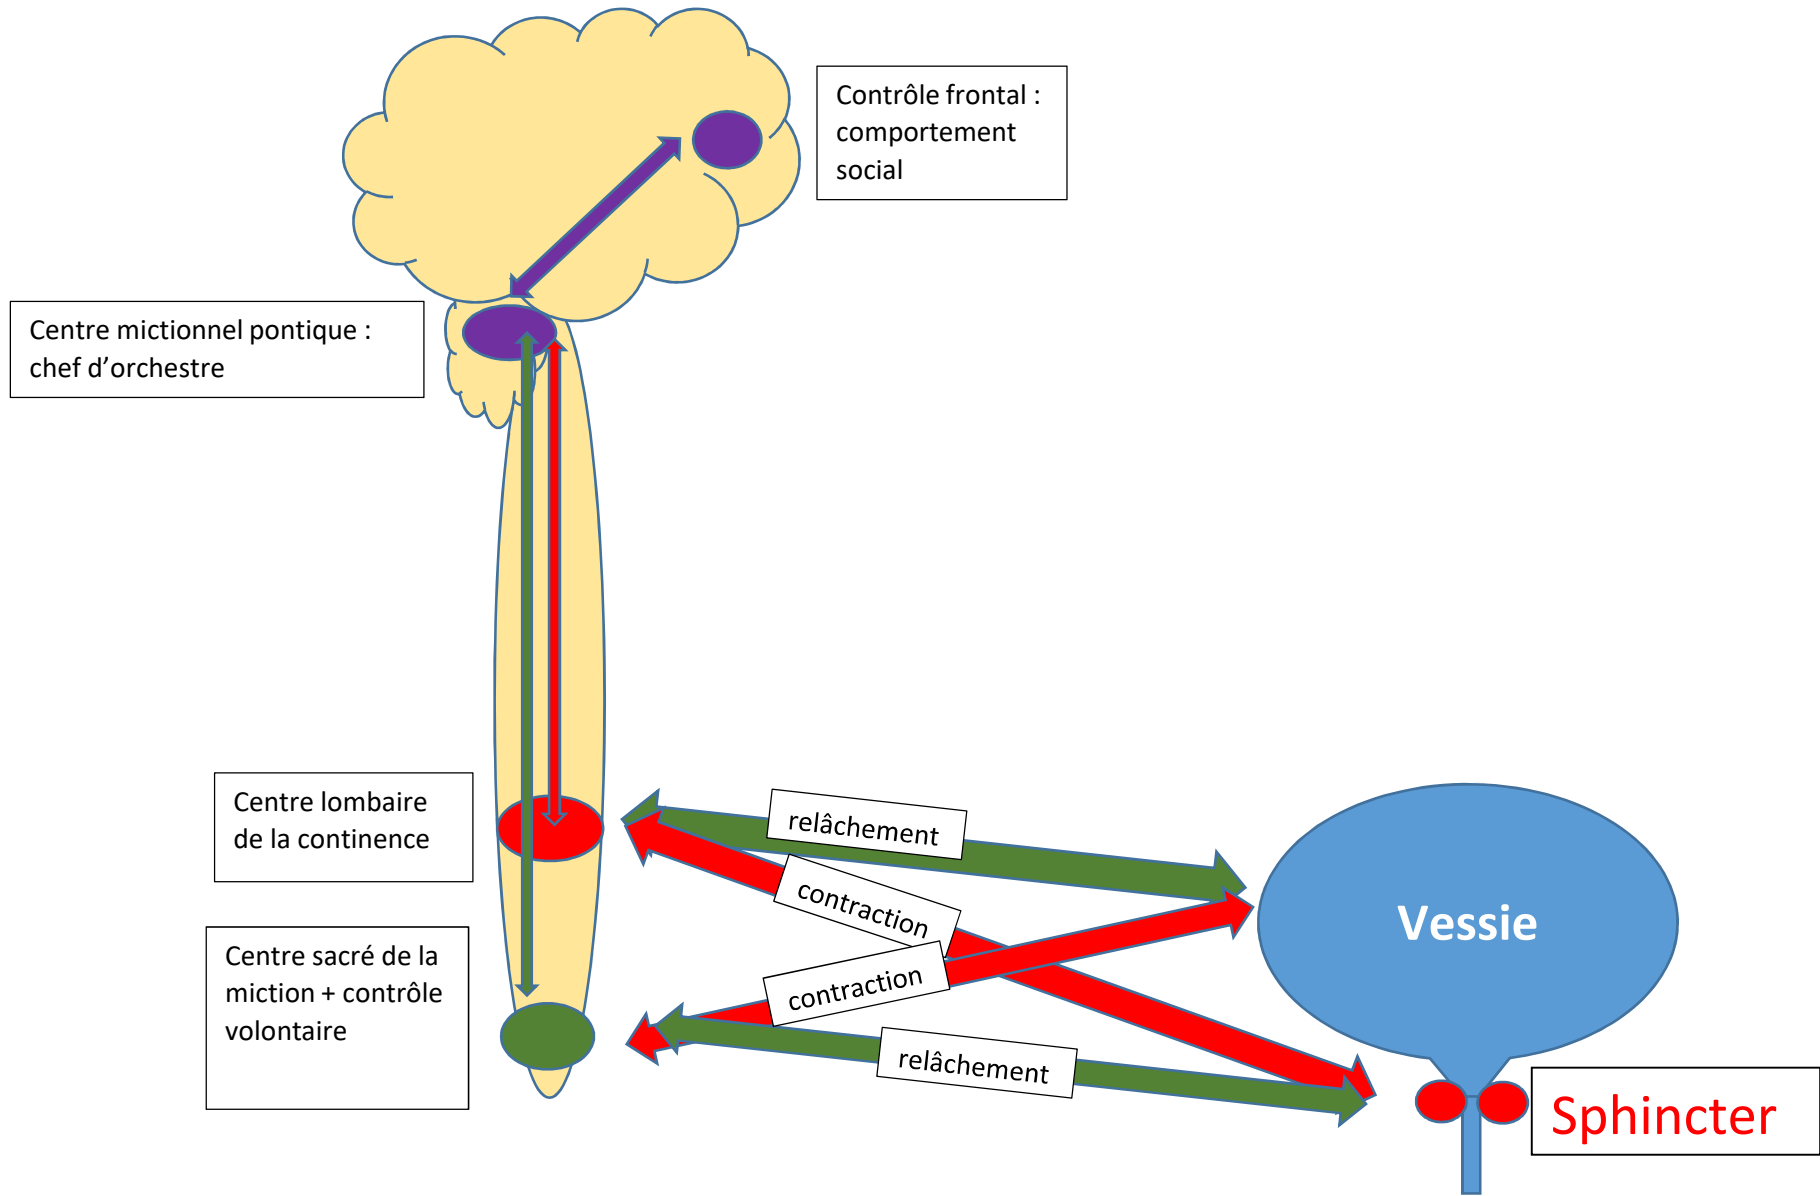 Contrôle frontal :
comportement
social
Centre mictionnel pontique :
chef d’orchestre
Centre lombaire
de la continence
Centre sacré de la
miction + contrôle
volontaire
relâchement
contraction
contraction
relâchement
Vessie
Sphincter